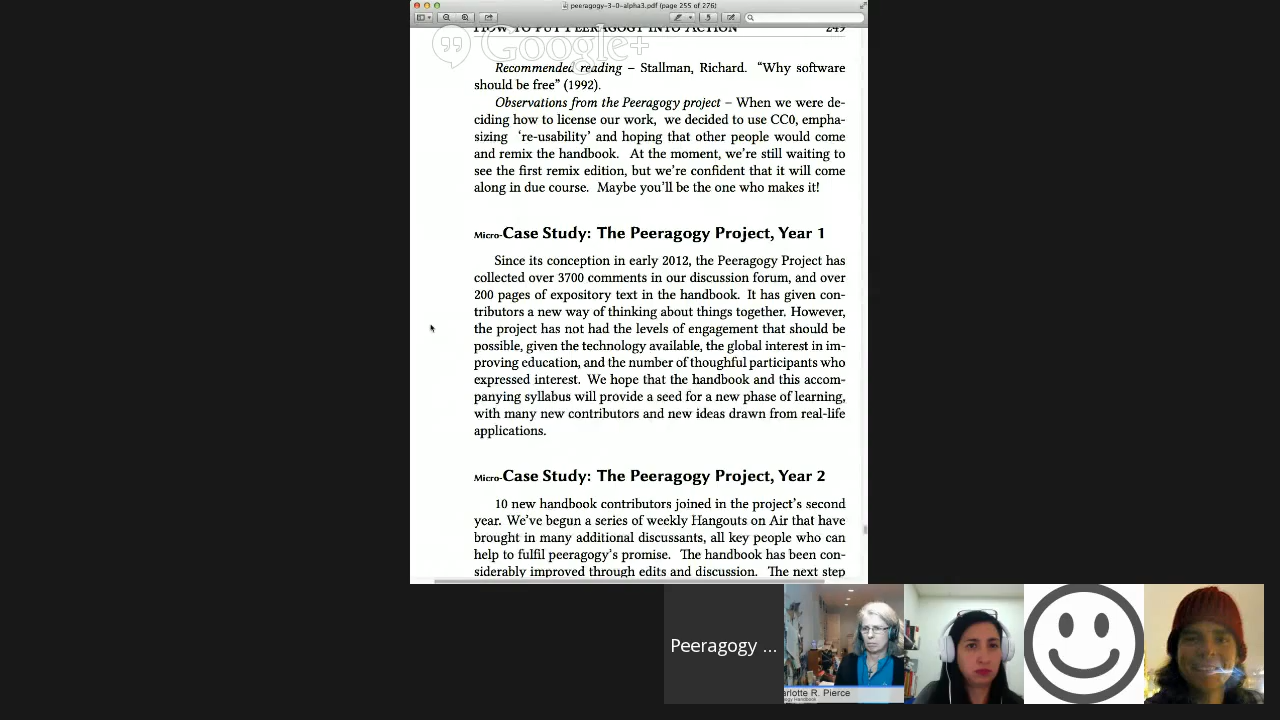 peeragogy-3-0-alpha3.pdf (page 255 of 276)
HOW TO PUT PEERAGOGY INTO ACTION 249
Google+
Recommended reading – Stallman, Richard. “Why software
should be free” (1992).
Observations from the Peeragogy project – When we were de-
ciding how to license our work, we decided to use CC0, empha-
sizing ‘re-usability’ and hoping that other people would come
and remix the handbook. At the moment, we’re still waiting to
see the first remix edition, but we’re confident that it will come
along in due course. Maybe you’ll be the one who makes it!
Micro-Case Study: The Peeragogy Project, Year 1
Since its conception in early 2012, the Peeragogy Project has
collected over 3700 comments in our discussion forum, and over
200 pages of expository text in the handbook. It has given con-
tributors a new way of thinking about things together. However,
the project has not had the levels of engagement that should be
possible, given the technology available, the global interest in im-
proving education, and the number of thoughtful participants who
expressed interest. We hope that the handbook and this accom-
panying syllabus will provide a seed for a new phase of learning,
with many new contributors and new ideas drawn from real-life
applications.
Micro-Case Study: The Peeragogy Project, Year 2
10 new handbook contributors joined in the project’s second
year. We’ve begun a series of weekly Hangouts on Air that have
brought in many additional discussants, all key people who can
help to fulfil peeragogy’s promise. The handbook has been con-
siderably improved through edits and discussion. The next step
Peeragogy ...
arlotte R. Pierce
ogy Handbook